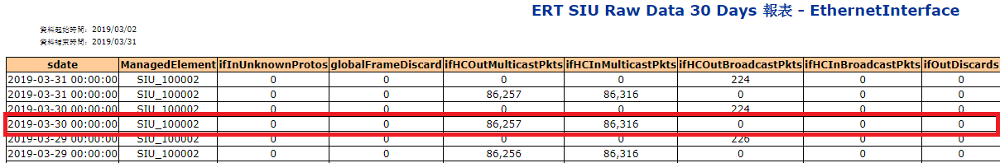 ERT SIU Raw Data 30 Days 報表 - EthernetInterface
資料起始時間: 2019/03/02
資料結束時間: 2019/03/31
sdate ManagedElement ifInUnknownProtos globalFrameDiscard ifHCOutMulticastPkts ifHCInMulticastPkts ifHCOutBroadcastPkts ifHCInBroadcastPkts ifOutDiscards
2019-03-31 00:00:00 SIU_100002 0 0 0 0 224 0 0
2019-03-31 00:00:00 SIU_100002 0 0 86,257 86,316 0 0 0
2019-03-30 00:00:00 SIU_100002 0 0 0 0 224 0 0
2019-03-30 00:00:00 SIU_100002 0 0 86,257 86,316 0 0 0
2019-03-29 00:00:00 SIU_100002 0 0 0 0 226 0 0
2019-03-29 00:00:00 SIU_100002 0 0 86,256 86,316 0 0 0